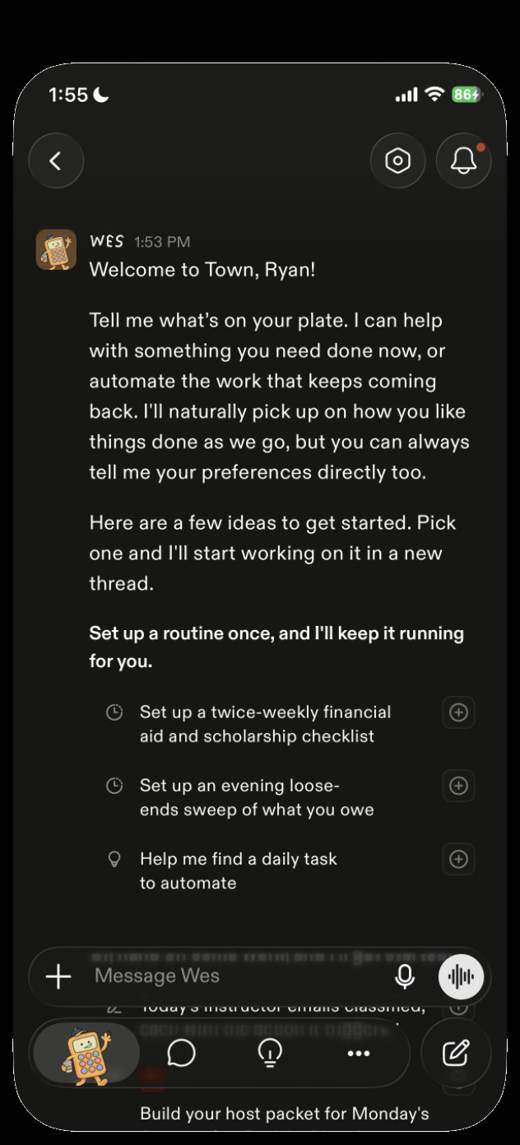 1:55
86
WES 1:53 PM
Welcome to Town, Ryan!
Tell me what's on your plate. I can help
with something you need done now, or
automate the work that keeps coming
back. I'll naturally pick up on how you like
things done as we go, but you can always
tell me your preferences directly too.
Here are a few ideas to get started. Pick
one and I'll start working on it in a new
thread.
Set up a routine once, and I'll keep it running
for you.
Set up a twice-weekly financial
aid and scholarship checklist
Set up an evening loose-
ends sweep of what you owe
Help me find a daily task
to automate
Message Wes
Today's instructor emails classified,
Build your host packet for Monday's